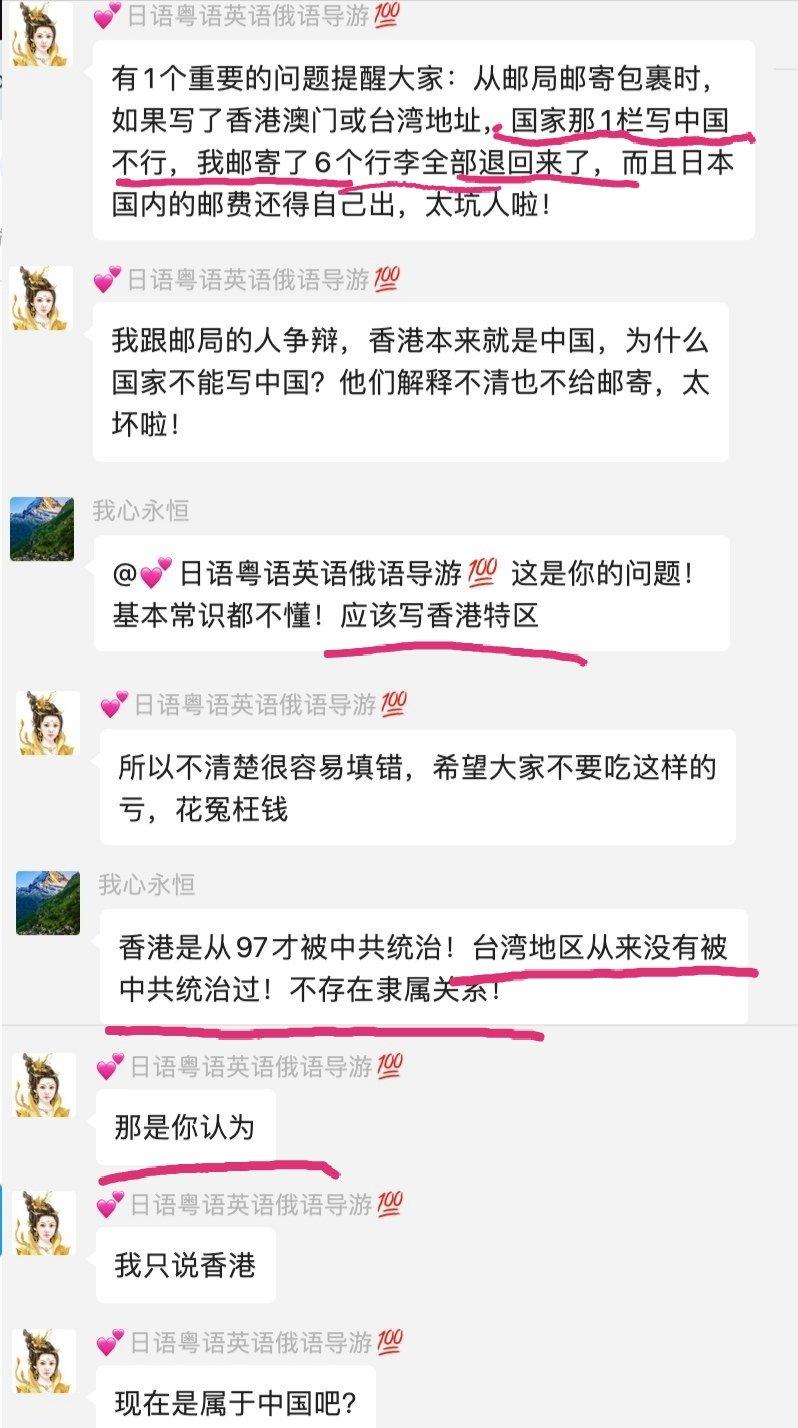 💕日语粤语英语俄语导游💯
有1个重要的问题提醒大家：从邮局邮寄包裹时，
如果写了香港澳门或台湾地址，国家那1栏写中国
不行，我邮寄了6个行李全部退回来了，而且日本
国内的邮费还得自己出，太坑人啦！
💕日语粤语英语俄语导游💯
我跟邮局的人争辩，香港本来就是中国，为什么
国家不能写中国？他们解释不清也不给邮寄，太
坏啦！
我心永恒
@💕日语粤语英语俄语导游💯 这是你的问题！
基本常识都不懂！应该写香港特区
💕日语粤语英语俄语导游💯
所以不清楚很容易填错，希望大家不要吃这样的
亏，花冤枉钱
我心永恒
香港是从97才被中共统治！台湾地区从来没有被
中共统治过！不存在隶属关系！
💕日语粤语英语俄语导游💯
那是你认为
💕日语粤语英语俄语导游💯
我只说香港
💕日语粤语英语俄语导游💯
现在是属于中国吧？